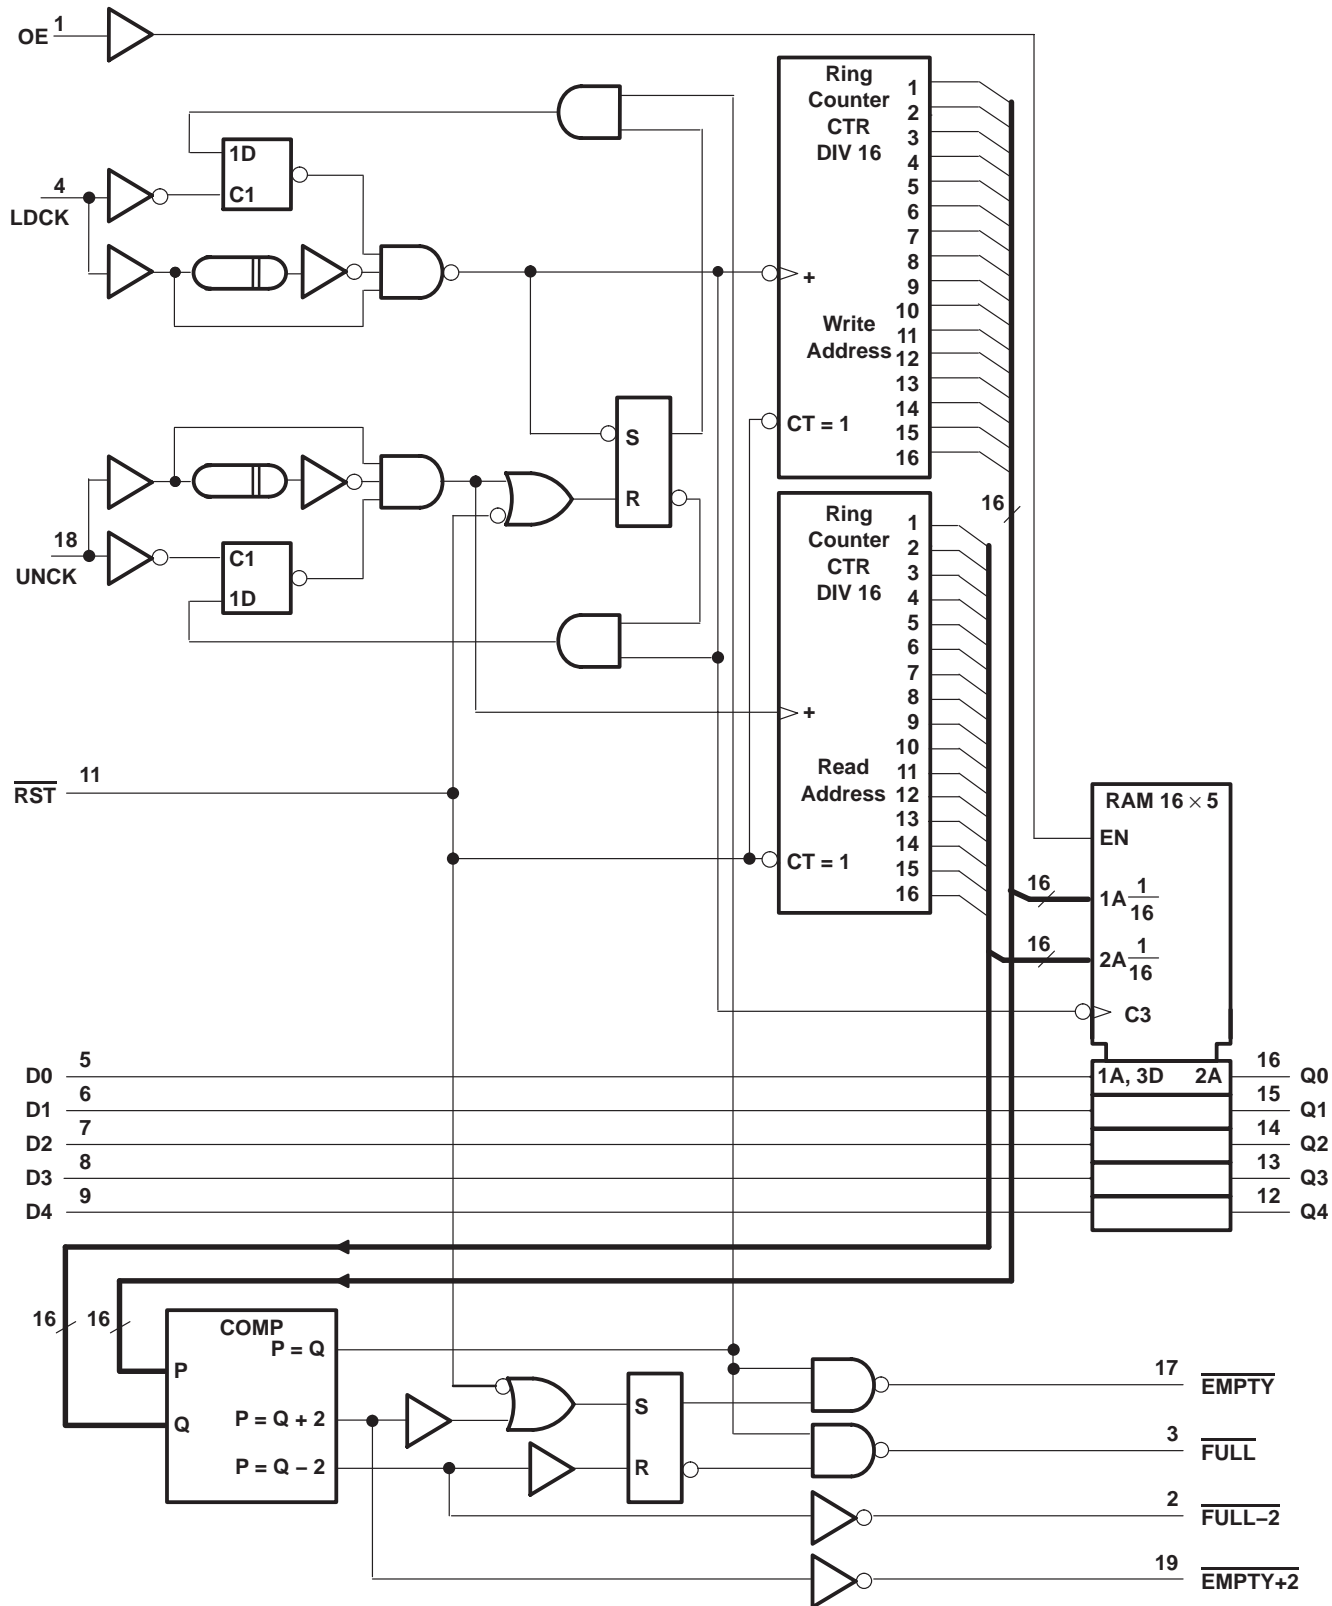 OE 1
Ring
Counter
CTR
DIV 16
1
2
3
4
5
6
7
8
9
10
11
12
13
14
15
16
+
Write
Address
CT = 1
1D
C1
4
LDCK
S
R
16
18
UNCK
C1
1D
Ring
Counter
CTR
DIV 16
1
2
3
4
5
6
7
8
9
10
11
12
13
14
15
16
+
Read
Address
CT = 1
RST 11
RAM 16 × 5
EN
16 1A 1/16
16 2A 1/16
C3
D0 5 1A, 3D 2A 16 Q0
D1 6 15 Q1
D2 7 14 Q2
D3 8 13 Q3
D4 9 12 Q4
16 16
COMP
P = Q
P
Q
P = Q + 2
P = Q – 2
S
R
17 EMPTY
3 FULL
2 FULL–2
19 EMPTY+2